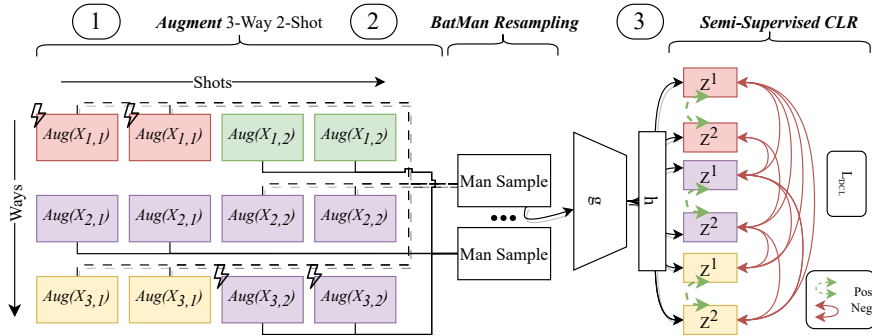 1
Augment 3-Way 2-Shot
2
BatMan Resampling
3
Semi-Supervised CLR
Shots
Ways
Aug(X1,1) Aug(X1,1) Aug(X1,2) Aug(X1,2)
Aug(X2,1) Aug(X2,1) Aug(X2,2) Aug(X2,2)
Aug(X3,1) Aug(X3,1) Aug(X3,2) Aug(X3,2)
Man Sample
•••
Man Sample
g
h
Z1
Z2
Z1
Z2
Z1
Z2
LDCL
Pos
Neg